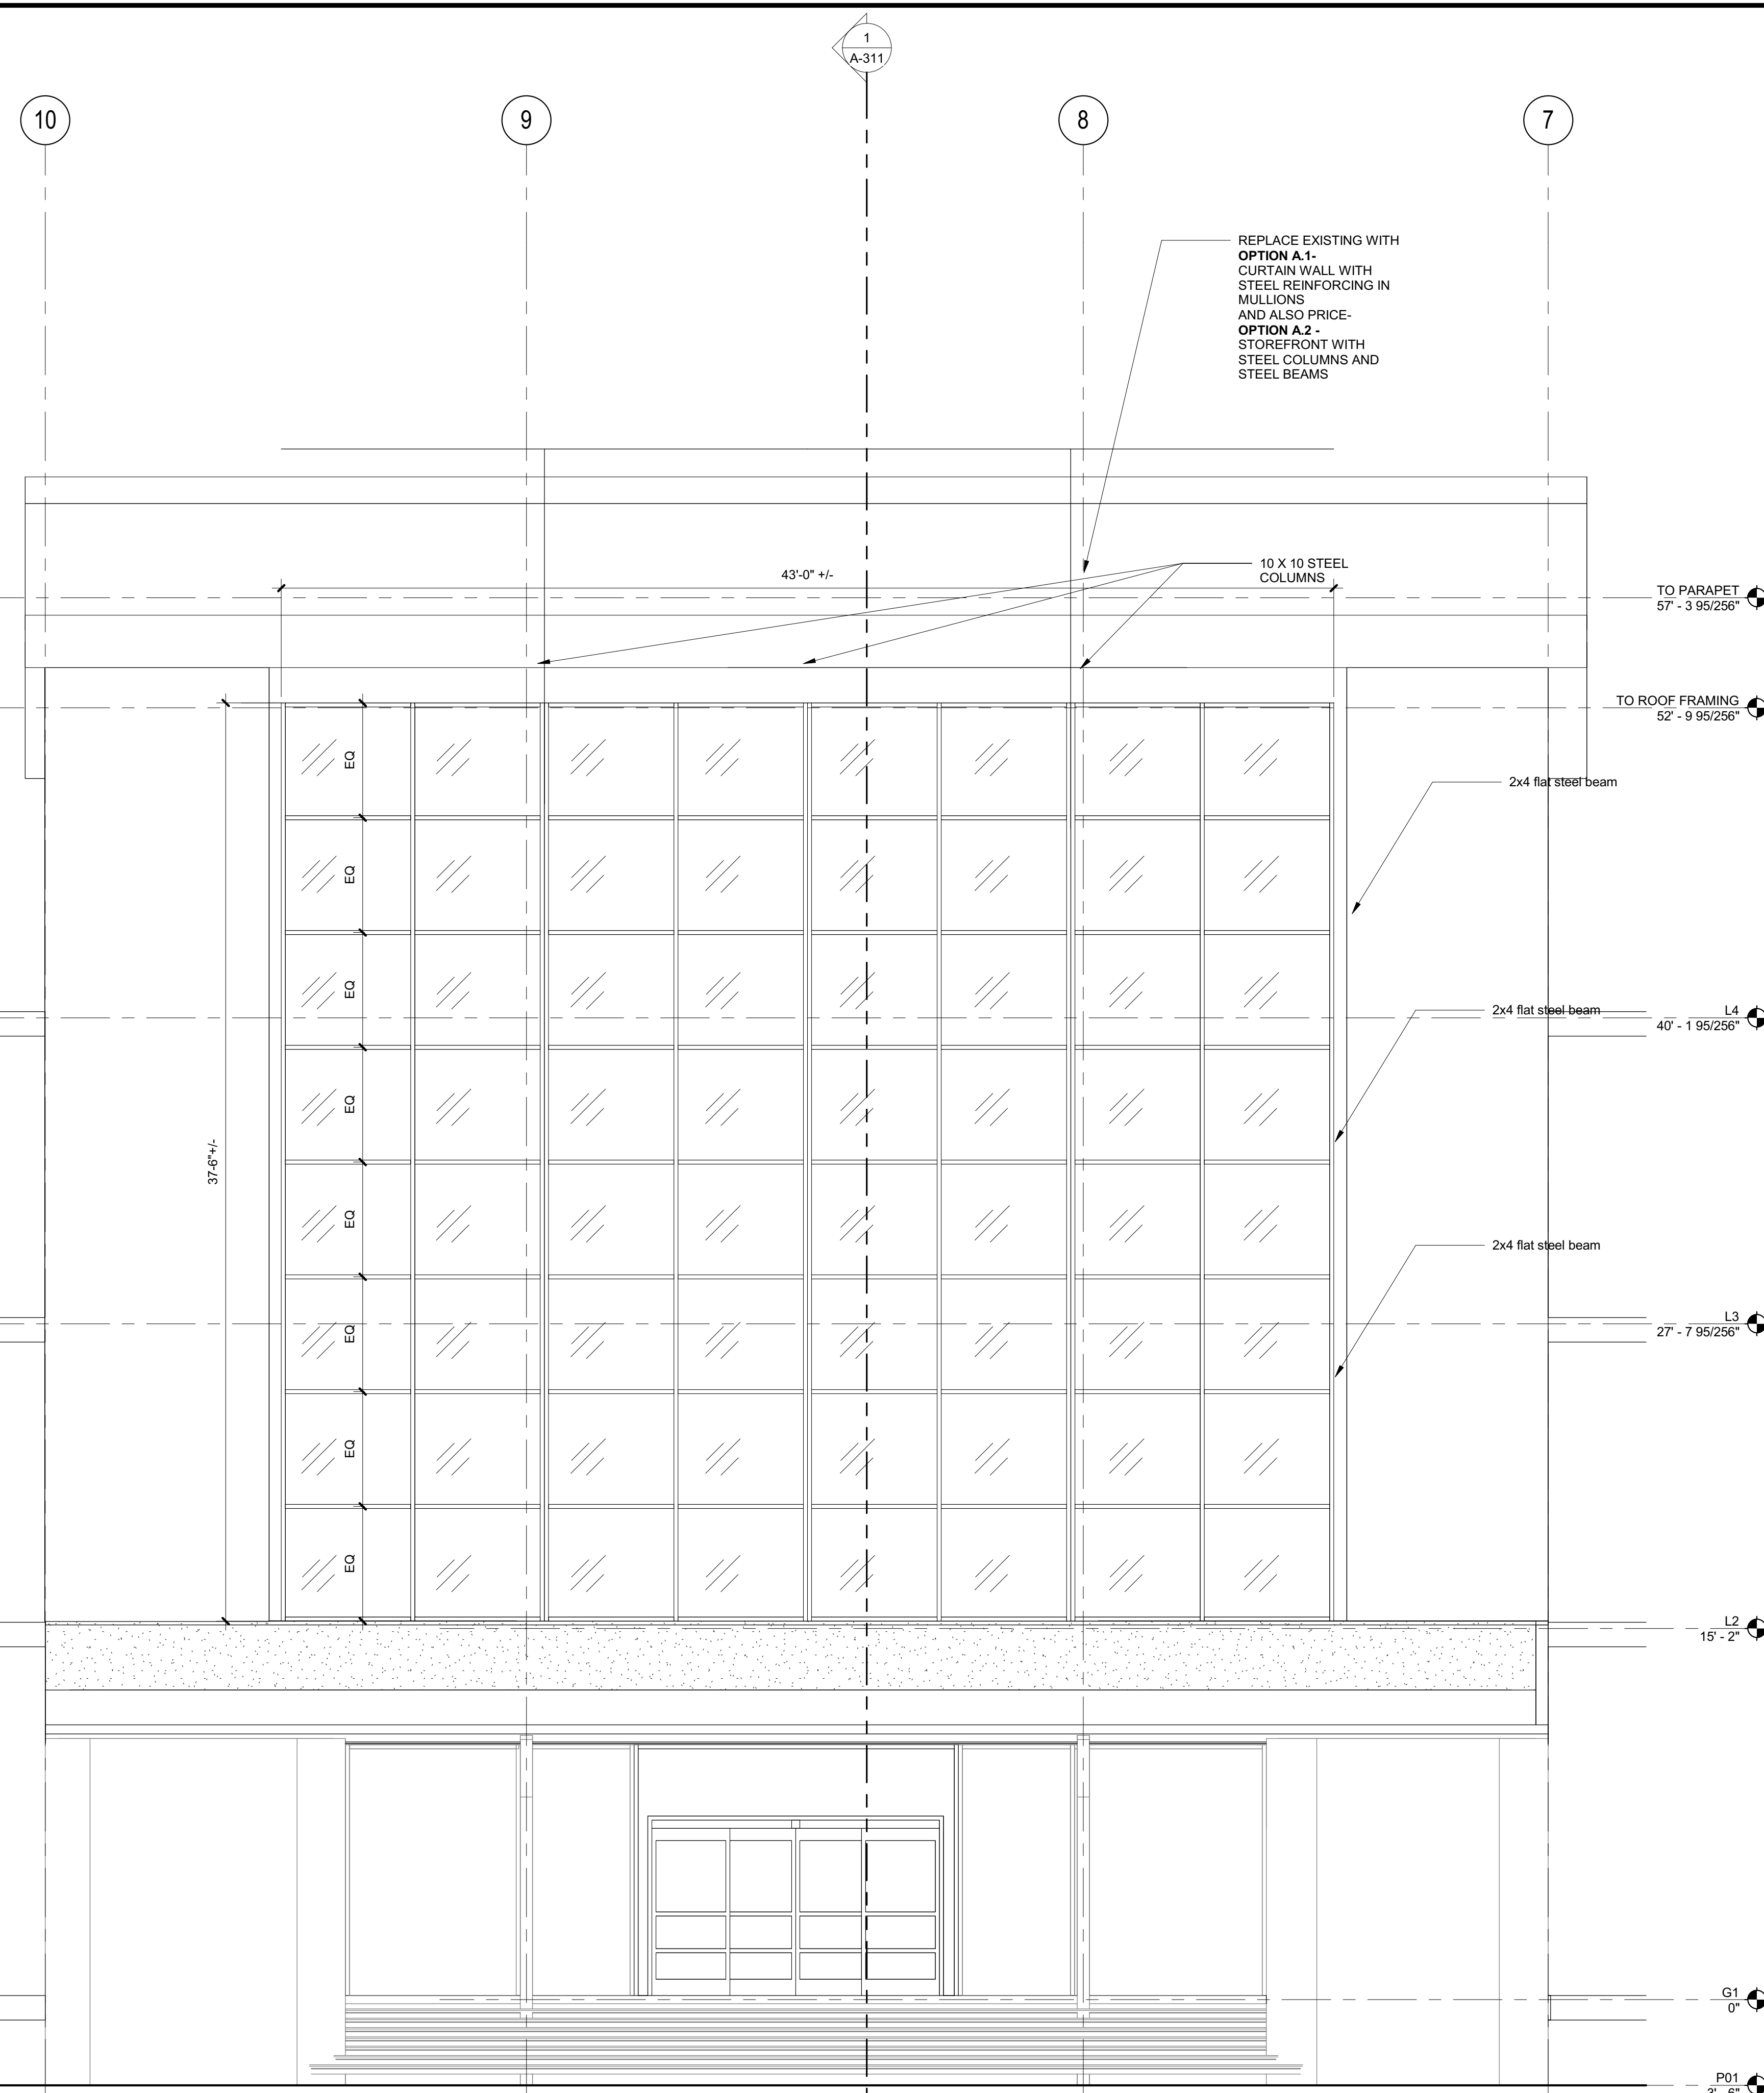 1
A-311
10
9
8
7
REPLACE EXISTING WITH
OPTION A.1-
CURTAIN WALL WITH
STEEL REINFORCING IN
MULLIONS
AND ALSO PRICE-
OPTION A.2 -
STOREFRONT WITH
STEEL COLUMNS AND
STEEL BEAMS
43'-0" +/-
10 X 10 STEEL
COLUMNS
TO PARAPET
57' - 3 95/256"
TO ROOF FRAMING
52' - 9 95/256"
EQ
2x4 flat steel beam
EQ
EQ
2x4 flat steel beam
L4
40' - 1 95/256"
EQ
37-6"+/-
EQ
2x4 flat steel beam
L3
27' - 7 95/256"
EQ
EQ
EQ
L2
15' - 2"
G1
0"
P01